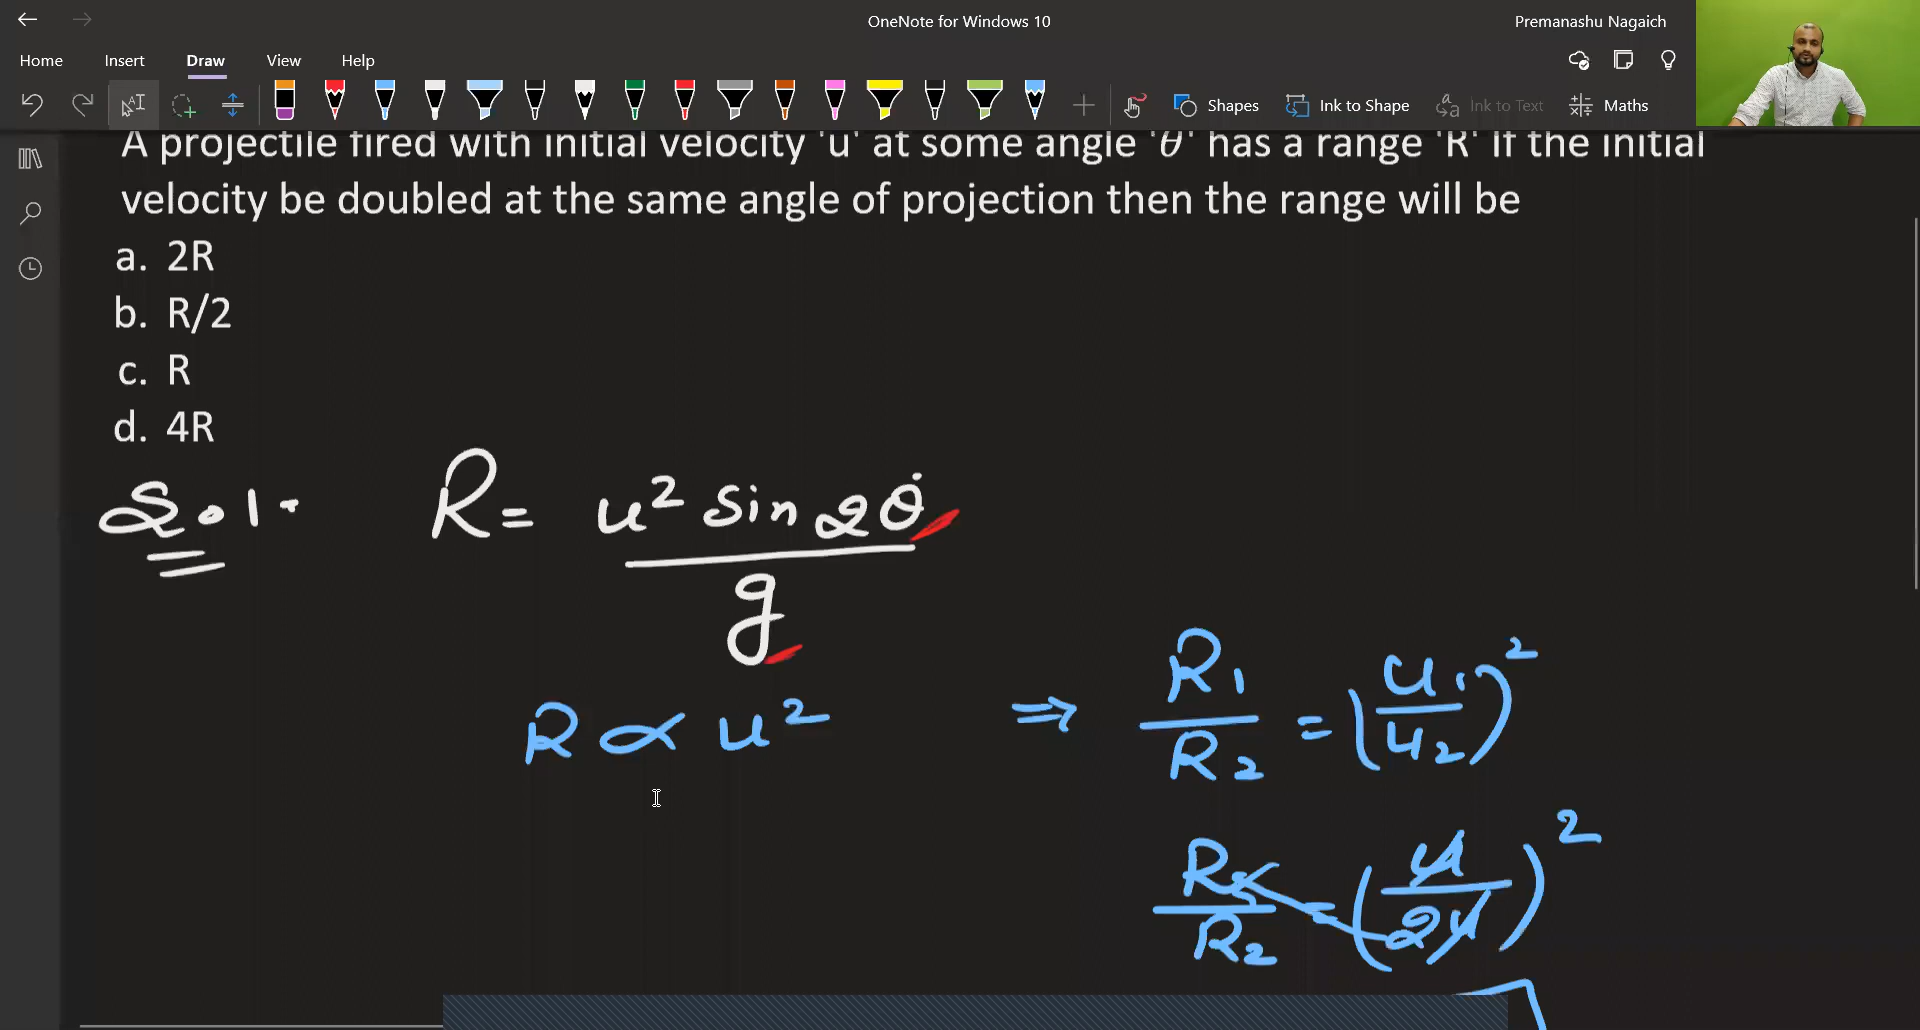 OneNote for Windows 10
Premanashu Nagaich
Home Insert Draw View Help
Shapes Ink to Shape Ink to Text Maths
A projectile fired with initial velocity 'u' at some angle 'θ' has a range 'R' if the initial
velocity be doubled at the same angle of projection then the range will be
a. 2R
b. R/2
c. R
d. 4R
Sol. R = u² sin 2θ / g
R ∝ u² ⇒ R₁/R₂ = (u₁/u₂)²
R/R₂ = (u/2u)²